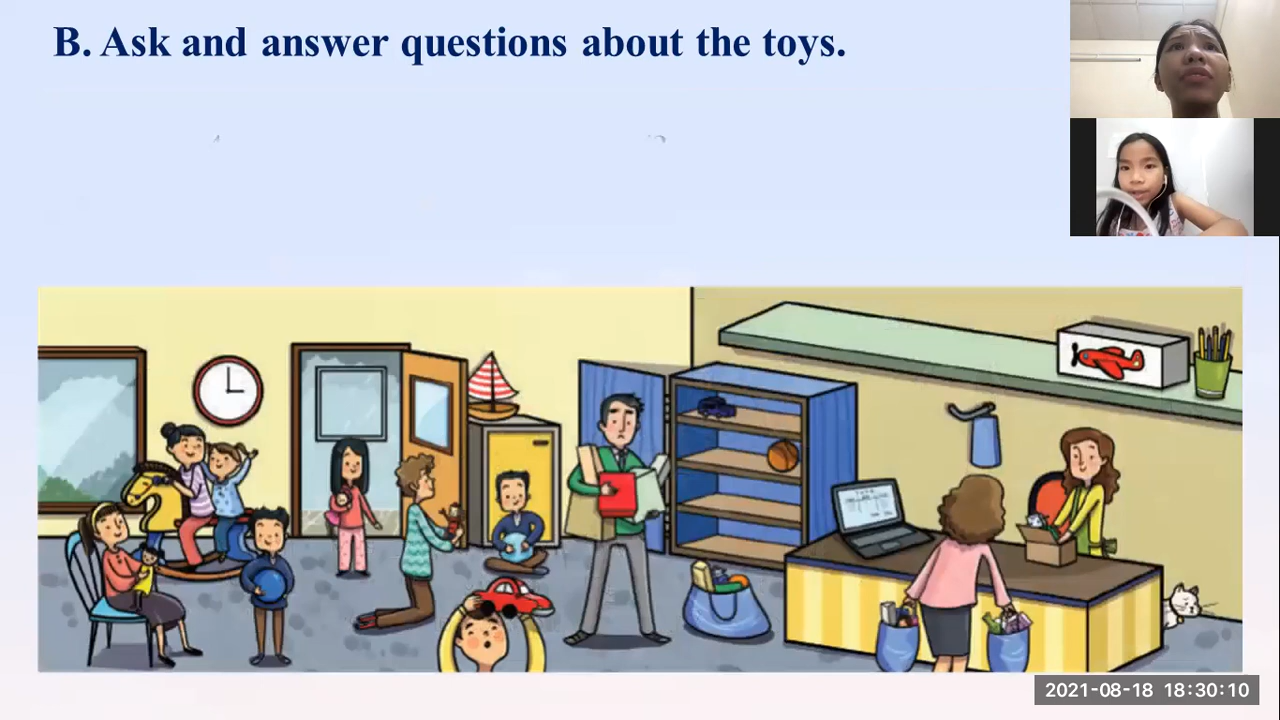 B. Ask and answer questions about the toys.
2021-08-18 18:30:10